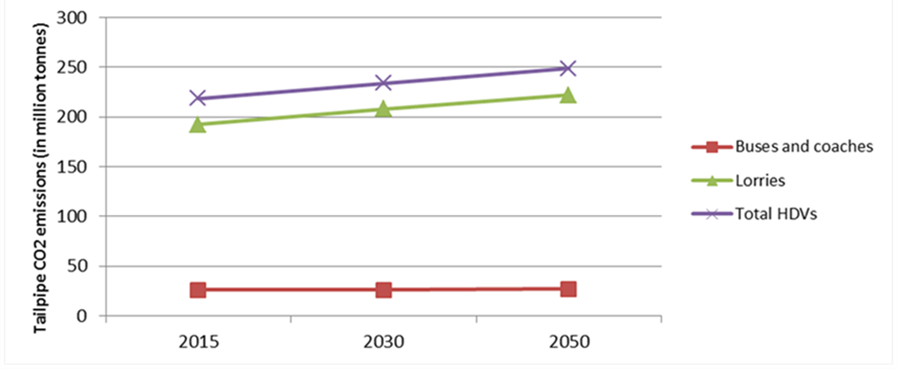 Tailpipe CO2 emissions (in million tonnes)
300
250
200
150
100
50
0
2015
2030
2050
Buses and coaches
Lorries
Total HDVs